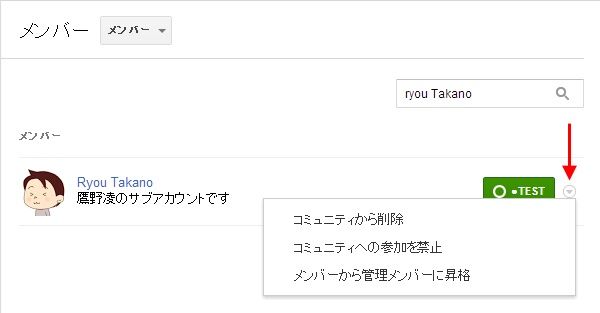 メンバー メンバー
ryou Takano
メンバー
Ryou Takano
鷹野凌のサブアカウントです
●TEST
コミュニティから削除
コミュニティへの参加を禁止
メンバーから管理メンバーに昇格